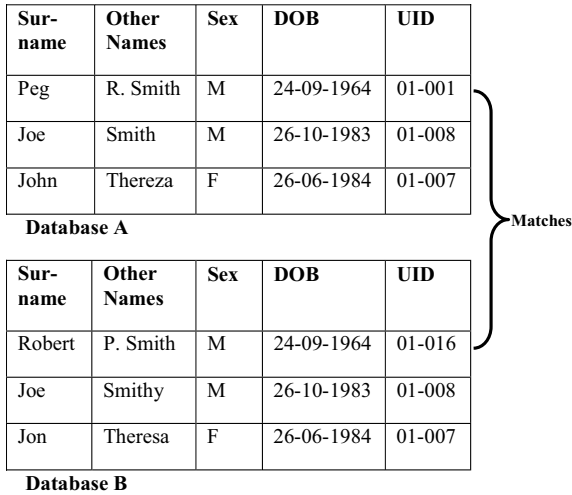 Sur-name Other Names Sex DOB UID
Peg R. Smith M 24-09-1964 01-001
Joe Smith M 26-10-1983 01-008
John Thereza F 26-06-1984 01-007
Database A
Matches
Sur-name Other Names Sex DOB UID
Robert P. Smith M 24-09-1964 01-016
Joe Smithy M 26-10-1983 01-008
Jon Theresa F 26-06-1984 01-007
Database B